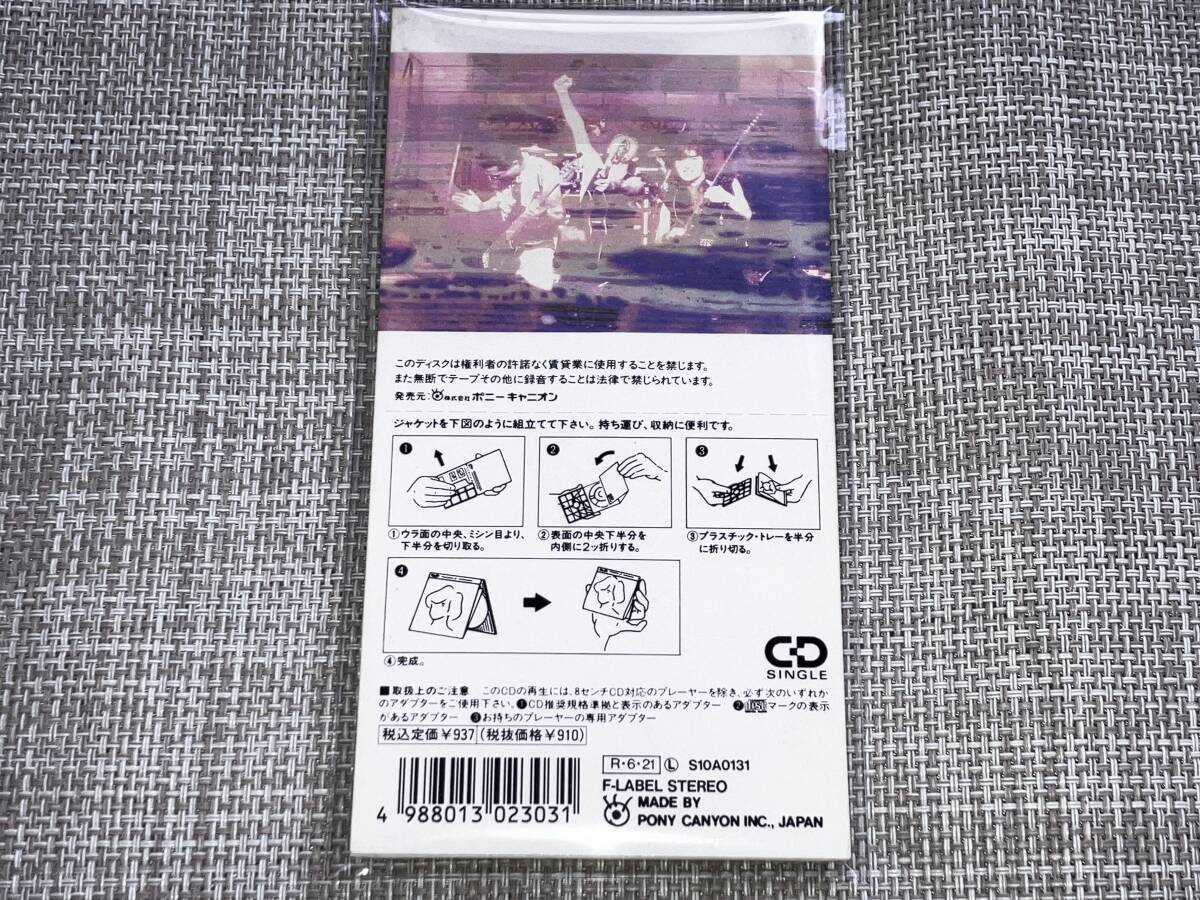 このディスクは権利者の許諾なく賃貸業に使用することを禁じます。
また無断でテープその他に録音することは法律で禁じられています。
発売元:株式会社ポニーキャニオン
ジャケットを下図のように組立てて下さい。持ち運び、収納に便利です。
❶
❷
❸
①ウラ面の中央、ミシン目より、
下半分を切り取る。
②表面の中央下半分を
内側に2ッ折りする。
③プラスチック・トレーを半分
に折り切る。
❹
④完成。
CD
SINGLE
■取扱上のご注意 このCDの再生には、8センチCD対応のプレーヤーを除き、必ず次のいずれか
のアダプターをご使用下さい。❶CD推奨規格準拠と表示のあるアダプター ❷マークの表示
があるアダプター ❸お持ちのプレーヤーの専用アダプター
税込定価¥937 (税抜価格¥910)
R・6・21 Ⓛ S10A0131
F-LABEL STEREO
MADE BY
PONY CANYON INC., JAPAN
4 988013 023031